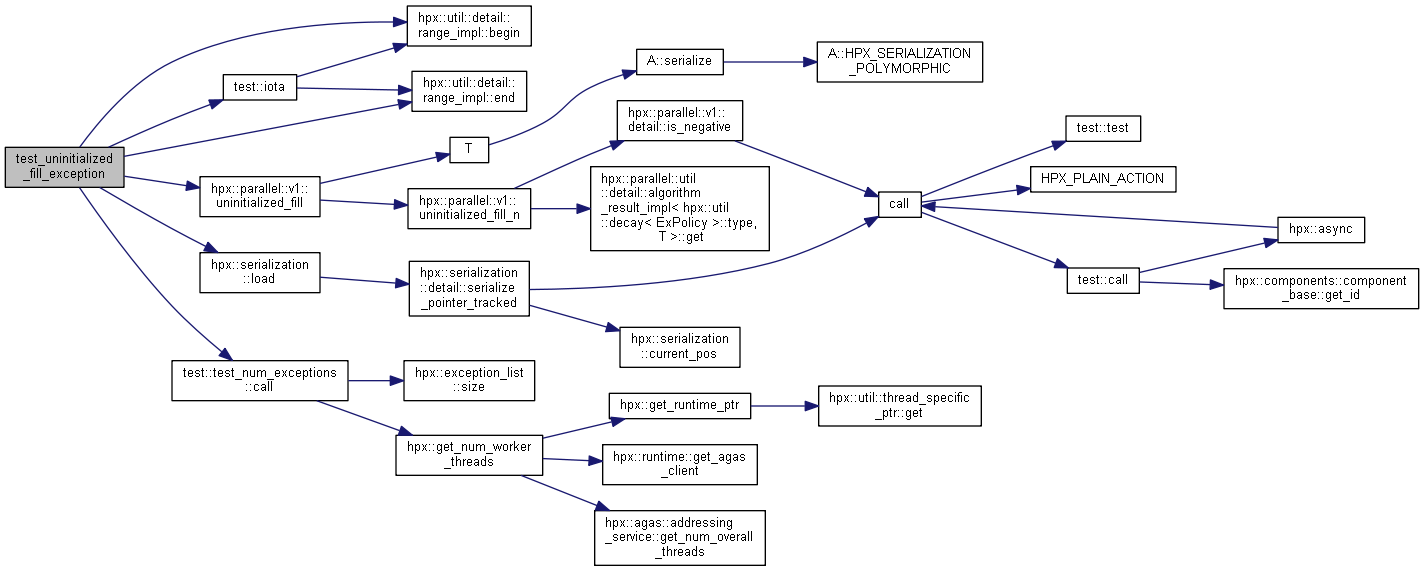 hpx::util::detail::
range_impl::begin
test::iota
hpx::util::detail::
range_impl::end
test_uninitialized
_fill_exception
hpx::parallel::v1::
uninitialized_fill
T
A::serialize
A::HPX_SERIALIZATION
_POLYMORPHIC
hpx::parallel::v1::
uninitialized_fill_n
hpx::parallel::v1::
detail::is_negative
hpx::parallel::util
::detail::algorithm
_result_impl< hpx::util
::decay< ExPolicy >::type,
T >::get
call
test::test
HPX_PLAIN_ACTION
test::call
hpx::async
hpx::components::component
_base::get_id
hpx::serialization
::load
hpx::serialization
::detail::serialize
_pointer_tracked
hpx::serialization
::current_pos
test::test_num_exceptions
::call
hpx::exception_list
::size
hpx::get_num_worker
_threads
hpx::get_runtime_ptr
hpx::util::thread_specific
_ptr::get
hpx::runtime::get_agas
_client
hpx::agas::addressing
_service::get_num_overall
_threads